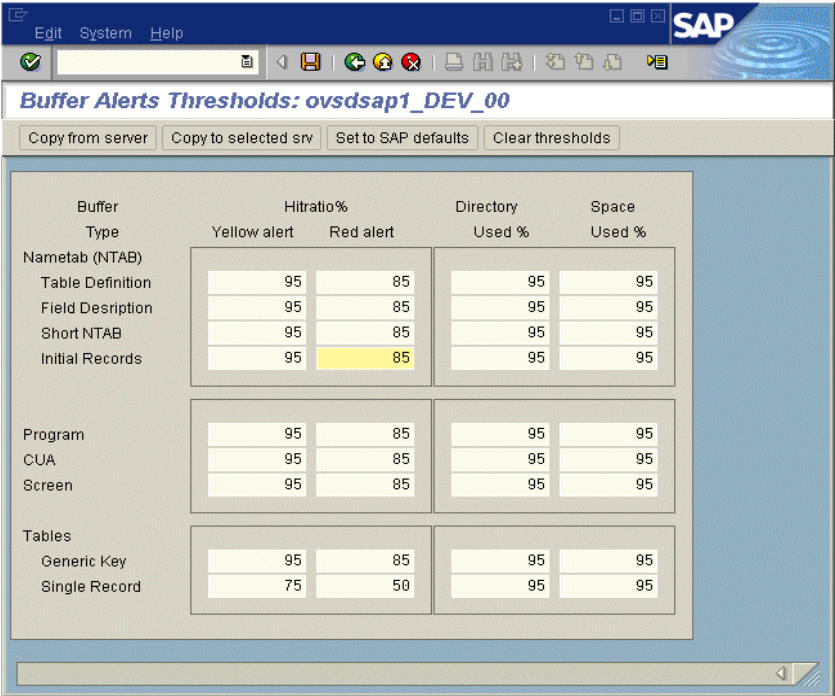 Edit System Help
SAP
Buffer Alerts Thresholds: ovsdsap1_DEV_00
Copy from server Copy to selected srv Set to SAP defaults Clear thresholds
Buffer Hitratio% Directory Space
Type Yellow alert Red alert Used % Used %
Nametab (NTAB)
Table Definition 95 85 95 95
Field Desription 95 85 95 95
Short NTAB 95 85 95 95
Initial Records 95 85 95 95
Program 95 85 95 95
CUA 95 85 95 95
Screen 95 85 95 95
Tables
Generic Key 95 85 95 95
Single Record 75 50 95 95